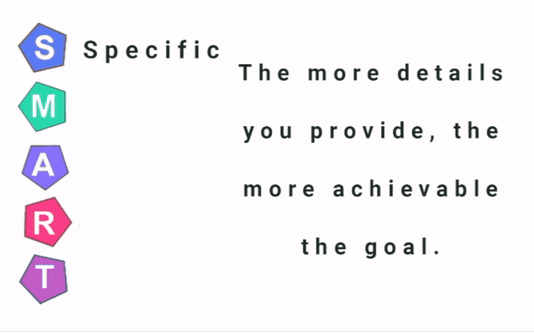 S Specific
The more details
you provide, the
more achievable
the goal.
M
A
R
T